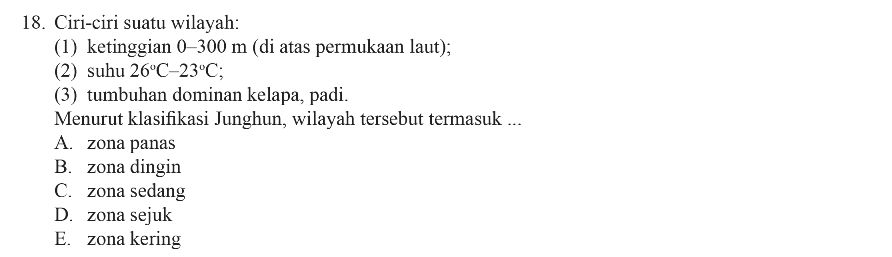 18. Ciri-ciri suatu wilayah:
(1) ketinggian 0–300 m (di atas permukaan laut);
(2) suhu 26°C–23°C;
(3) tumbuhan dominan kelapa, padi.
Menurut klasifikasi Junghun, wilayah tersebut termasuk ...
A. zona panas
B. zona dingin
C. zona sedang
D. zona sejuk
E. zona kering